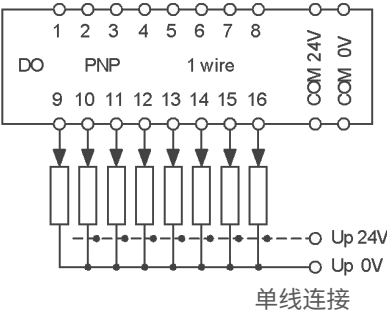 1 2 3 4 5 6 7 8
DO PNP 1 wire
COM 24V
COM 0V
9 10 11 12 13 14 15 16
Up 24V
Up 0V
单线连接